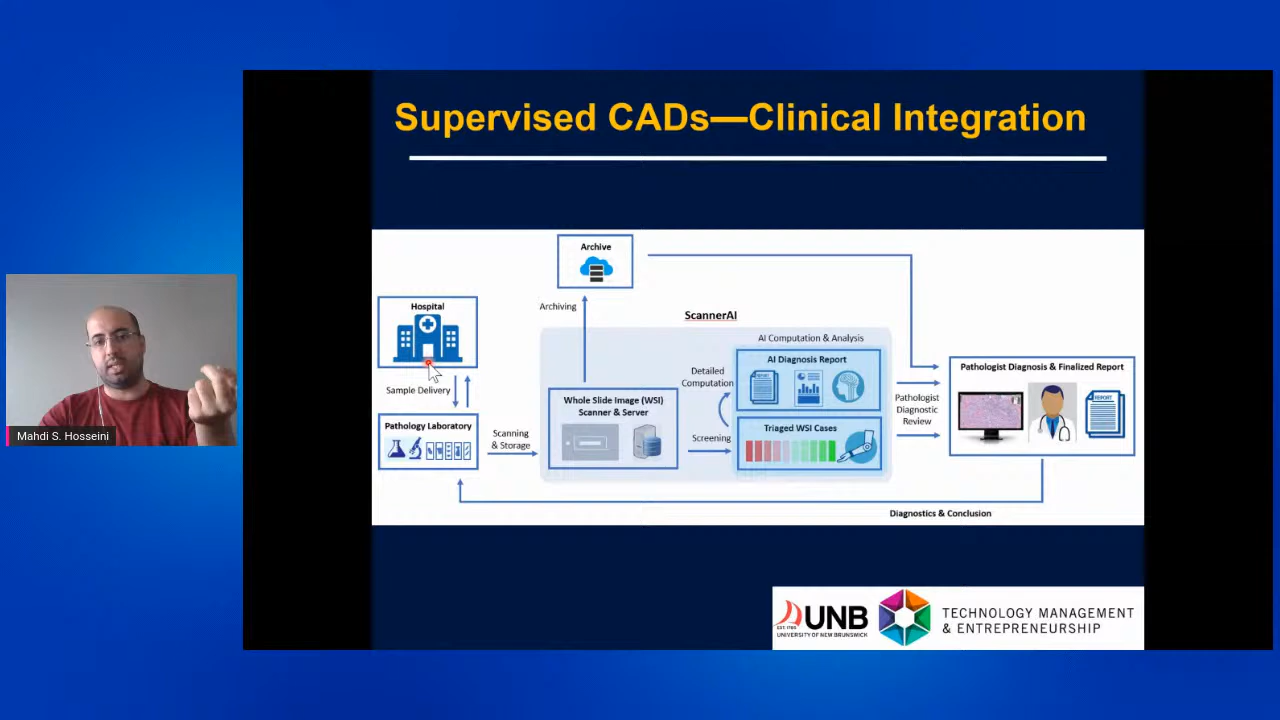 Supervised CADs—Clinical Integration
Archive
Archiving
Hospital
Sample Delivery
Pathology Laboratory
Scanning
& Storage
ScannerAI
Whole Slide Image (WSI)
Scanner & Server
Detailed
Computation
Screening
AI Computation & Analysis
AI Diagnosis Report
REPORT
Triaged WSI Cases
Pathologist
Diagnostic
Review
Pathologist Diagnosis & Finalized Report
REPORT
Diagnostics & Conclusion
Mahdi S. Hosseini
UNB
EST. 1785
UNIVERSITY OF NEW BRUNSWICK
TECHNOLOGY MANAGEMENT
& ENTREPRENEURSHIP